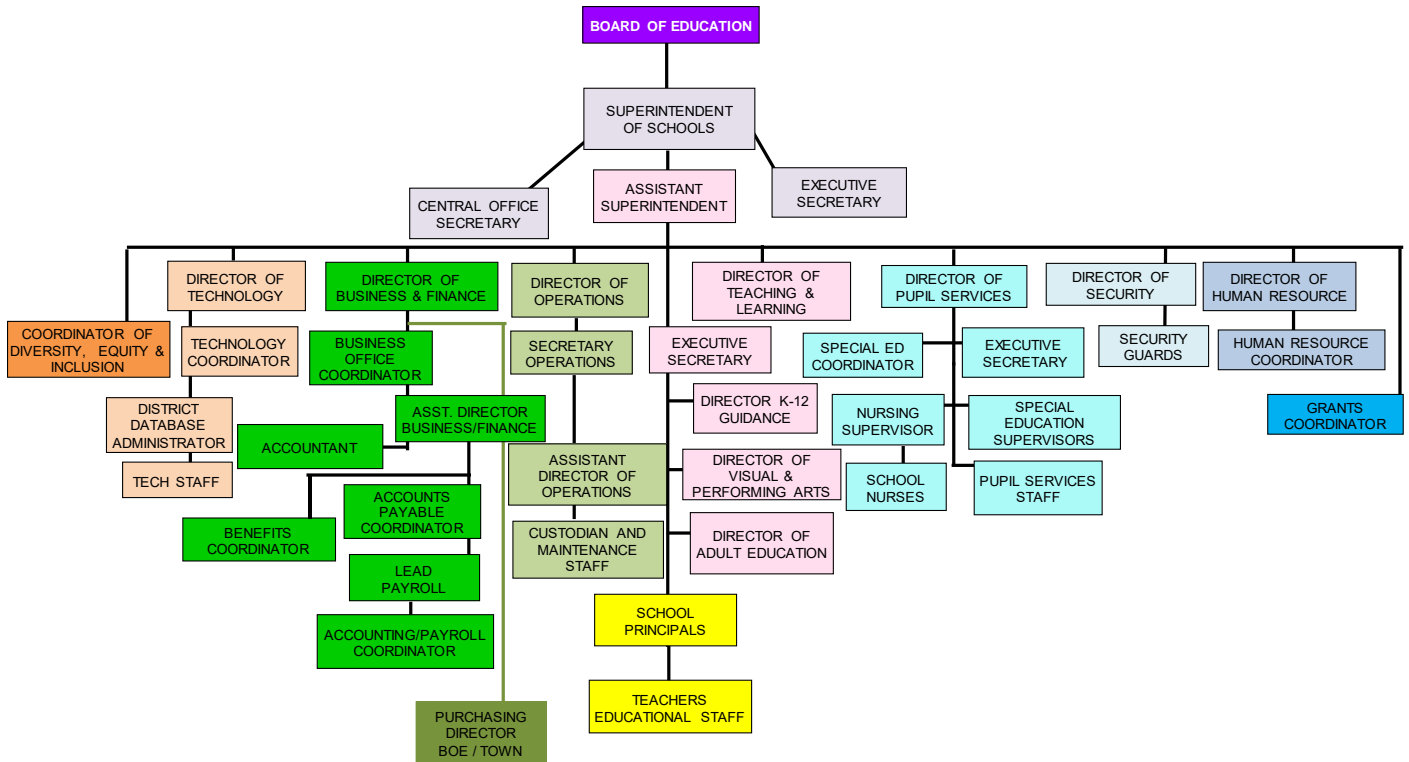 BOARD OF EDUCATION
SUPERINTENDENT
OF SCHOOLS
CENTRAL OFFICE
SECRETARY
ASSISTANT
SUPERINTENDENT
EXECUTIVE
SECRETARY
COORDINATOR OF
DIVERSITY, EQUITY &
INCLUSION
DIRECTOR OF
TECHNOLOGY
TECHNOLOGY
COORDINATOR
DISTRICT
DATABASE
ADMINISTRATOR
TECH STAFF
DIRECTOR OF
BUSINESS & FINANCE
BUSINESS
OFFICE
COORDINATOR
ASST. DIRECTOR
BUSINESS/FINANCE
ACCOUNTANT
BENEFITS
COORDINATOR
ACCOUNTS
PAYABLE
COORDINATOR
LEAD
PAYROLL
ACCOUNTING/PAYROLL
COORDINATOR
PURCHASING
DIRECTOR
BOE / TOWN
DIRECTOR OF
OPERATIONS
SECRETARY
OPERATIONS
ASSISTANT
DIRECTOR OF
OPERATIONS
CUSTODIAN AND
MAINTENANCE
STAFF
DIRECTOR OF
TEACHING &
LEARNING
EXECUTIVE
SECRETARY
DIRECTOR K-12
GUIDANCE
DIRECTOR OF
VISUAL &
PERFORMING ARTS
DIRECTOR OF
ADULT EDUCATION
SCHOOL
PRINCIPALS
TEACHERS
EDUCATIONAL STAFF
DIRECTOR OF
PUPIL SERVICES
SPECIAL ED
COORDINATOR
EXECUTIVE
SECRETARY
NURSING
SUPERVISOR
SPECIAL
EDUCATION
SUPERVISORS
SCHOOL
NURSES
PUPIL SERVICES
STAFF
DIRECTOR OF
SECURITY
SECURITY
GUARDS
DIRECTOR OF
HUMAN RESOURCE
HUMAN RESOURCE
COORDINATOR
GRANTS
COORDINATOR